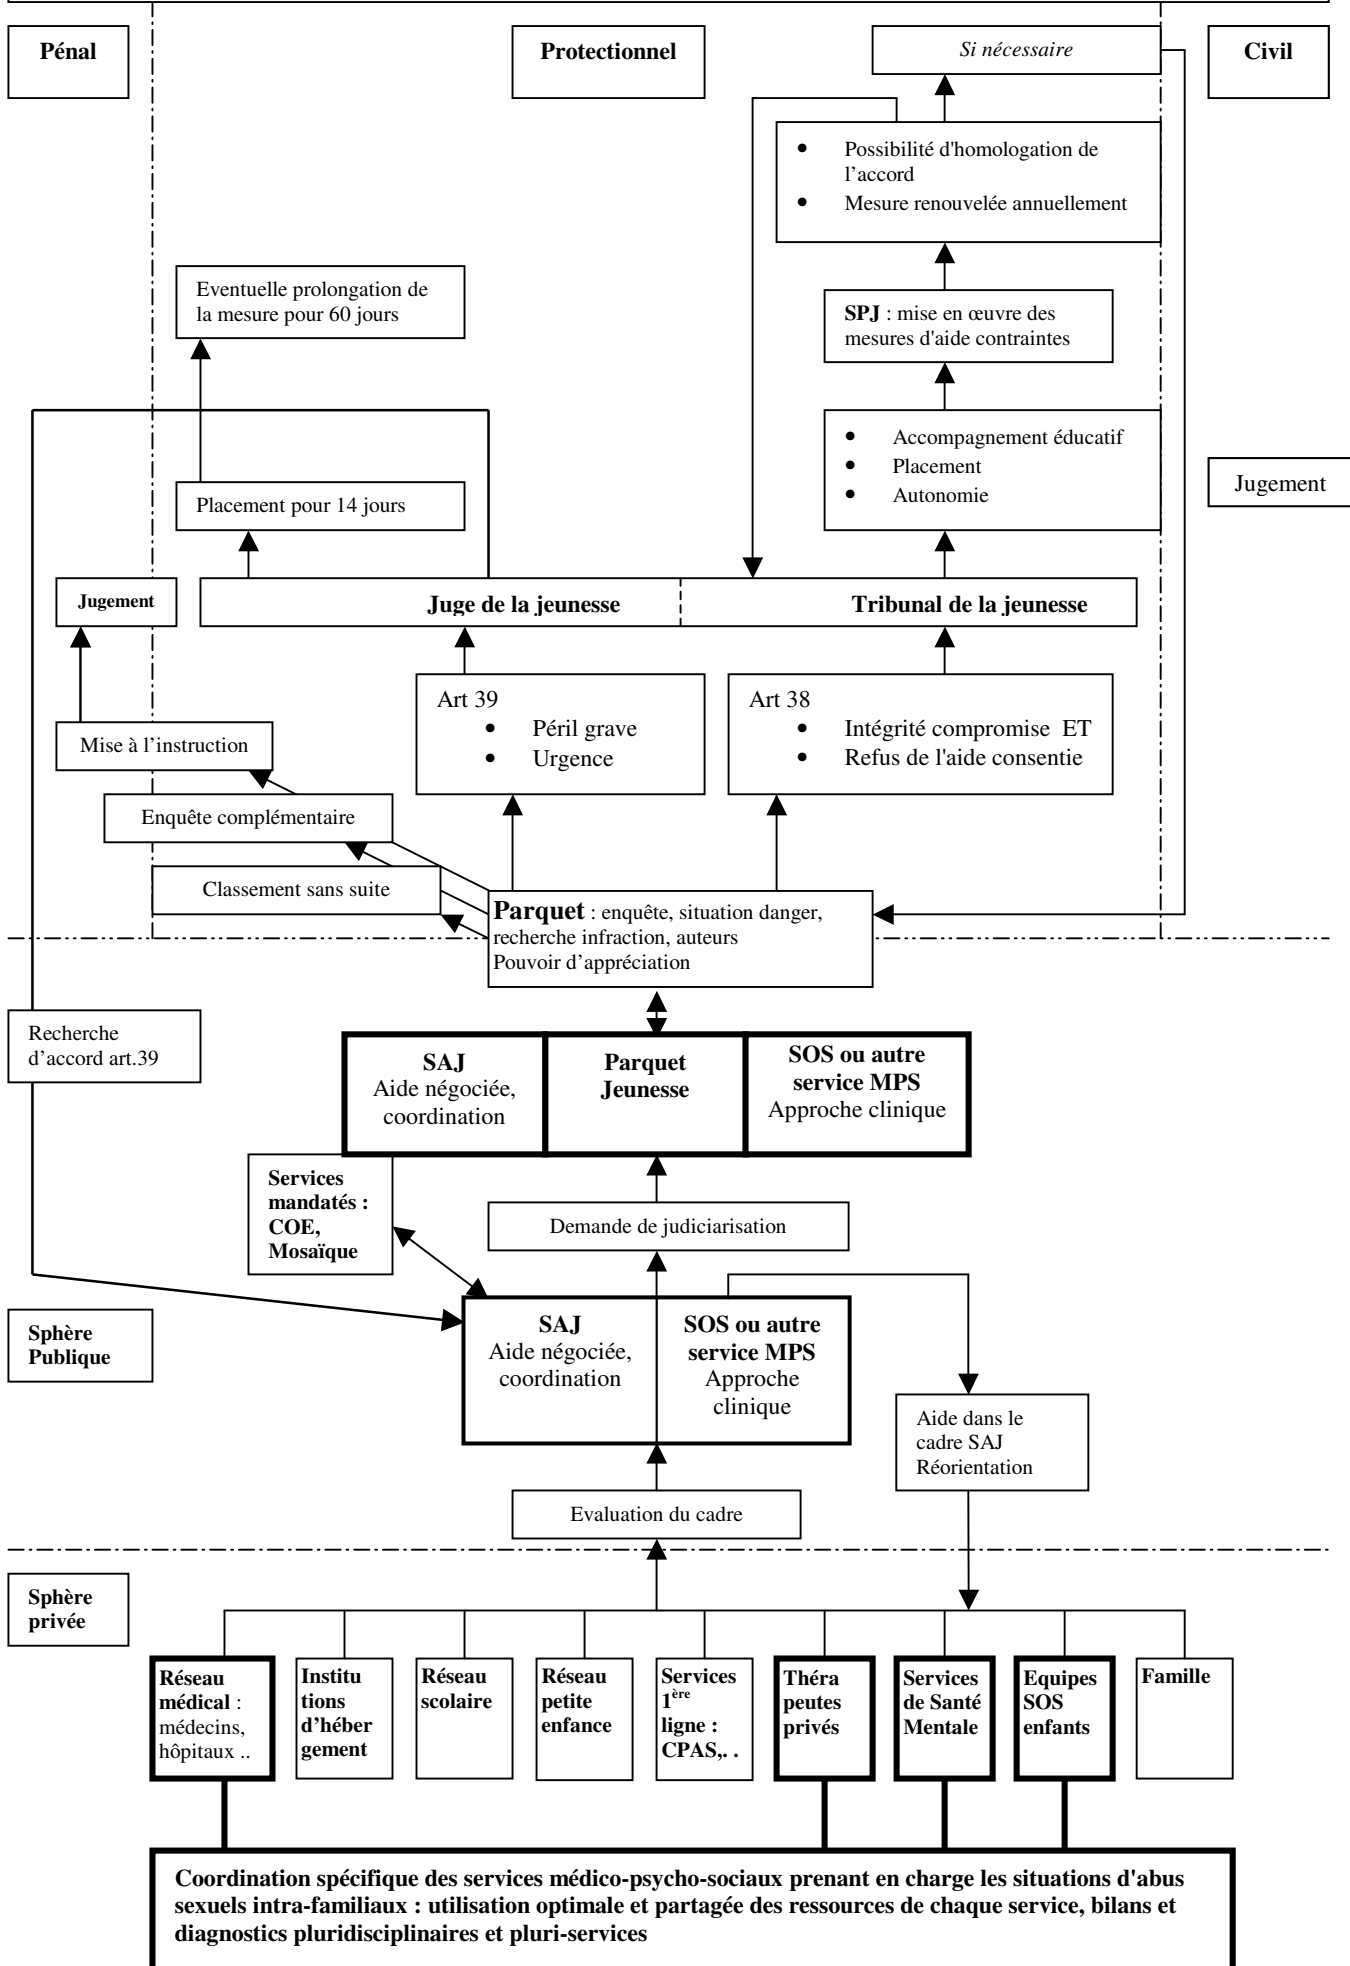 Pénal
Protectionnel
Si nécessaire
Civil
• Possibilité d'homologation de
l'accord
• Mesure renouvelée annuellement
Eventuelle prolongation de
la mesure pour 60 jours
SPJ : mise en œuvre des
mesures d'aide contraintes
• Accompagnement éducatif
• Placement
• Autonomie
Jugement
Placement pour 14 jours
Jugement
Juge de la jeunesse
Tribunal de la jeunesse
Art 39
• Péril grave
• Urgence
Art 38
• Intégrité compromise ET
• Refus de l'aide consentie
Mise à l'instruction
Enquête complémentaire
Classement sans suite
Parquet : enquête, situation danger,
recherche infraction, auteurs
Pouvoir d'appréciation
Recherche
d'accord art.39
SAJ
Aide négociée,
coordination
Parquet
Jeunesse
SOS ou autre
service MPS
Approche clinique
Services
mandatés :
COE,
Mosaïque
Demande de judiciarisation
Sphère
Publique
SAJ
Aide négociée,
coordination
SOS ou autre
service MPS
Approche
clinique
Aide dans le
cadre SAJ
Réorientation
Evaluation du cadre
Sphère
privée
Réseau
médical :
médecins,
hôpitaux ..
Institu
tions
d'héber
gement
Réseau
scolaire
Réseau
petite
enfance
Services
1ère
ligne :
CPAS,. .
Théra
peutes
privés
Services
de Santé
Mentale
Equipes
SOS
enfants
Famille
Coordination spécifique des services médico-psycho-sociaux prenant en charge les situations d'abus
sexuels intra-familiaux : utilisation optimale et partagée des ressources de chaque service, bilans et
diagnostics pluridisciplinaires et pluri-services